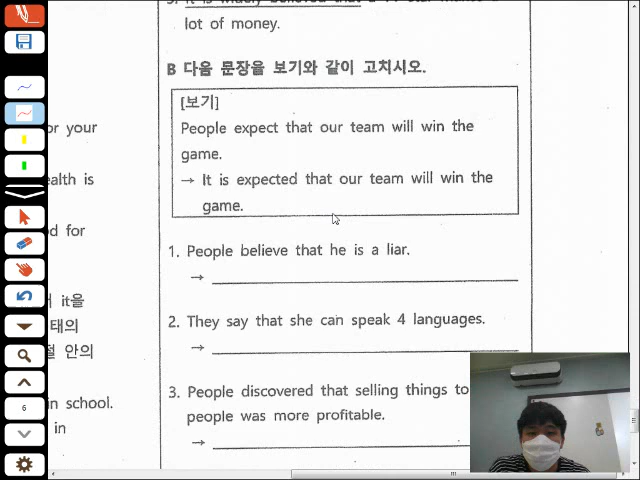 lot of money.
B 다음 문장을 보기와 같이 고치시오.
[보기]
People expect that our team will win the
game.
→ It is expected that our team will win the
game.
1. People believe that he is a liar.
→
2. They say that she can speak 4 languages.
→
3. People discovered that selling things to
people was more profitable.
→
or your
ealth is
d for
it을
태의
절 안의
in school.
in
6